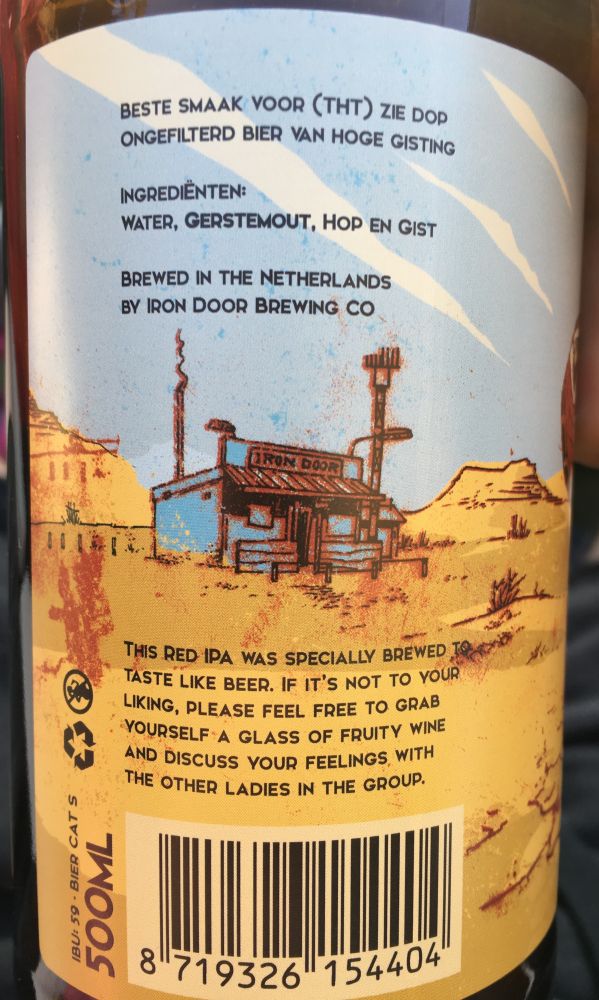 BESTE SMAAK VOOR (THT) ZIE DOP
ONGEFILTERD BIER VAN HOGE GISTING
INGREDIËNTEN:
WATER, GERSTEMOUT, HOP EN GIST
BREWED IN THE NETHERLANDS
BY IRON DOOR BREWING CO
IRON DOOR
THIS RED IPA WAS SPECIALLY BREWED TO
TASTE LIKE BEER. IF IT'S NOT TO YOUR
LIKING, PLEASE FEEL FREE TO GRAB
YOURSELF A GLASS OF FRUITY WINE
AND DISCUSS YOUR FEELINGS WITH
THE OTHER LADIES IN THE GROUP.
IBU: 59 · BIER CAT S
500ML
8 719326 154404